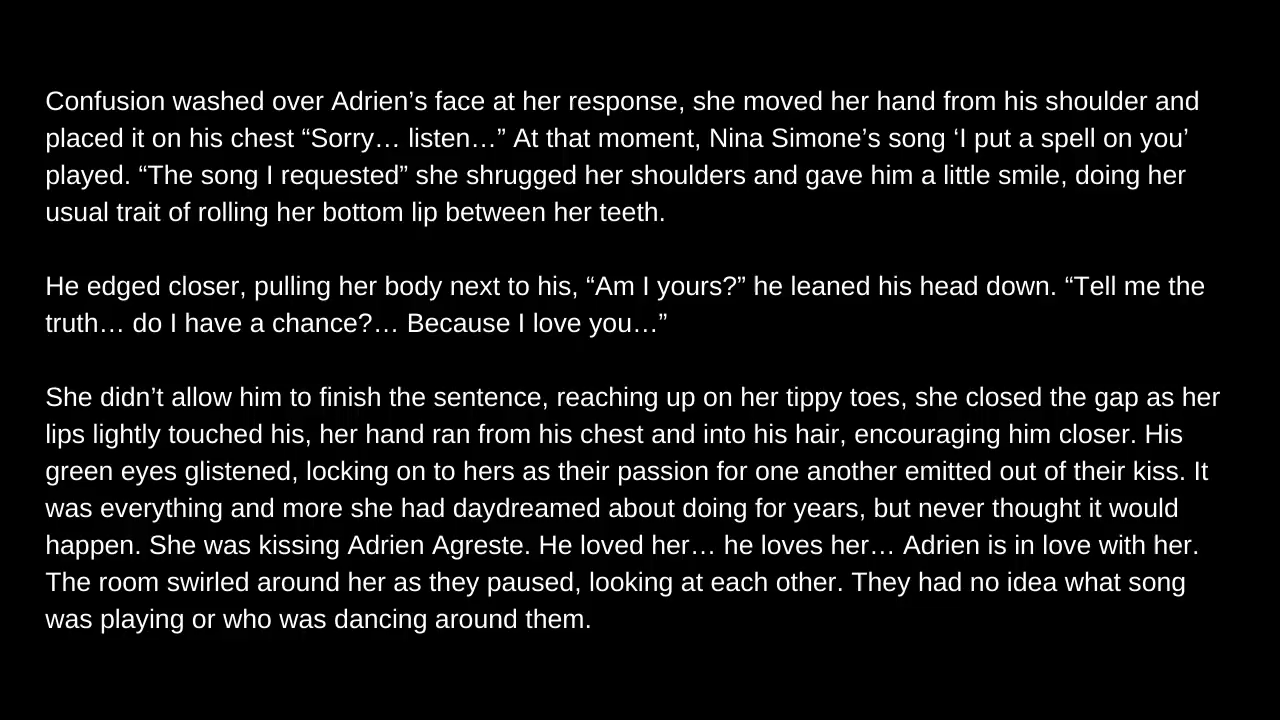 Confusion washed over Adrien’s face at her response, she moved her hand from his shoulder and
placed it on his chest “Sorry… listen…” At that moment, Nina Simone’s song ‘I put a spell on you’
played. “The song I requested” she shrugged her shoulders and gave him a little smile, doing her
usual trait of rolling her bottom lip between her teeth.
He edged closer, pulling her body next to his, “Am I yours?” he leaned his head down. “Tell me the
truth… do I have a chance?… Because I love you…”
She didn’t allow him to finish the sentence, reaching up on her tippy toes, she closed the gap as her
lips lightly touched his, her hand ran from his chest and into his hair, encouraging him closer. His
green eyes glistened, locking on to hers as their passion for one another emitted out of their kiss. It
was everything and more she had daydreamed about doing for years, but never thought it would
happen. She was kissing Adrien Agreste. He loved her… he loves her… Adrien is in love with her.
The room swirled around her as they paused, looking at each other. They had no idea what song
was playing or who was dancing around them.